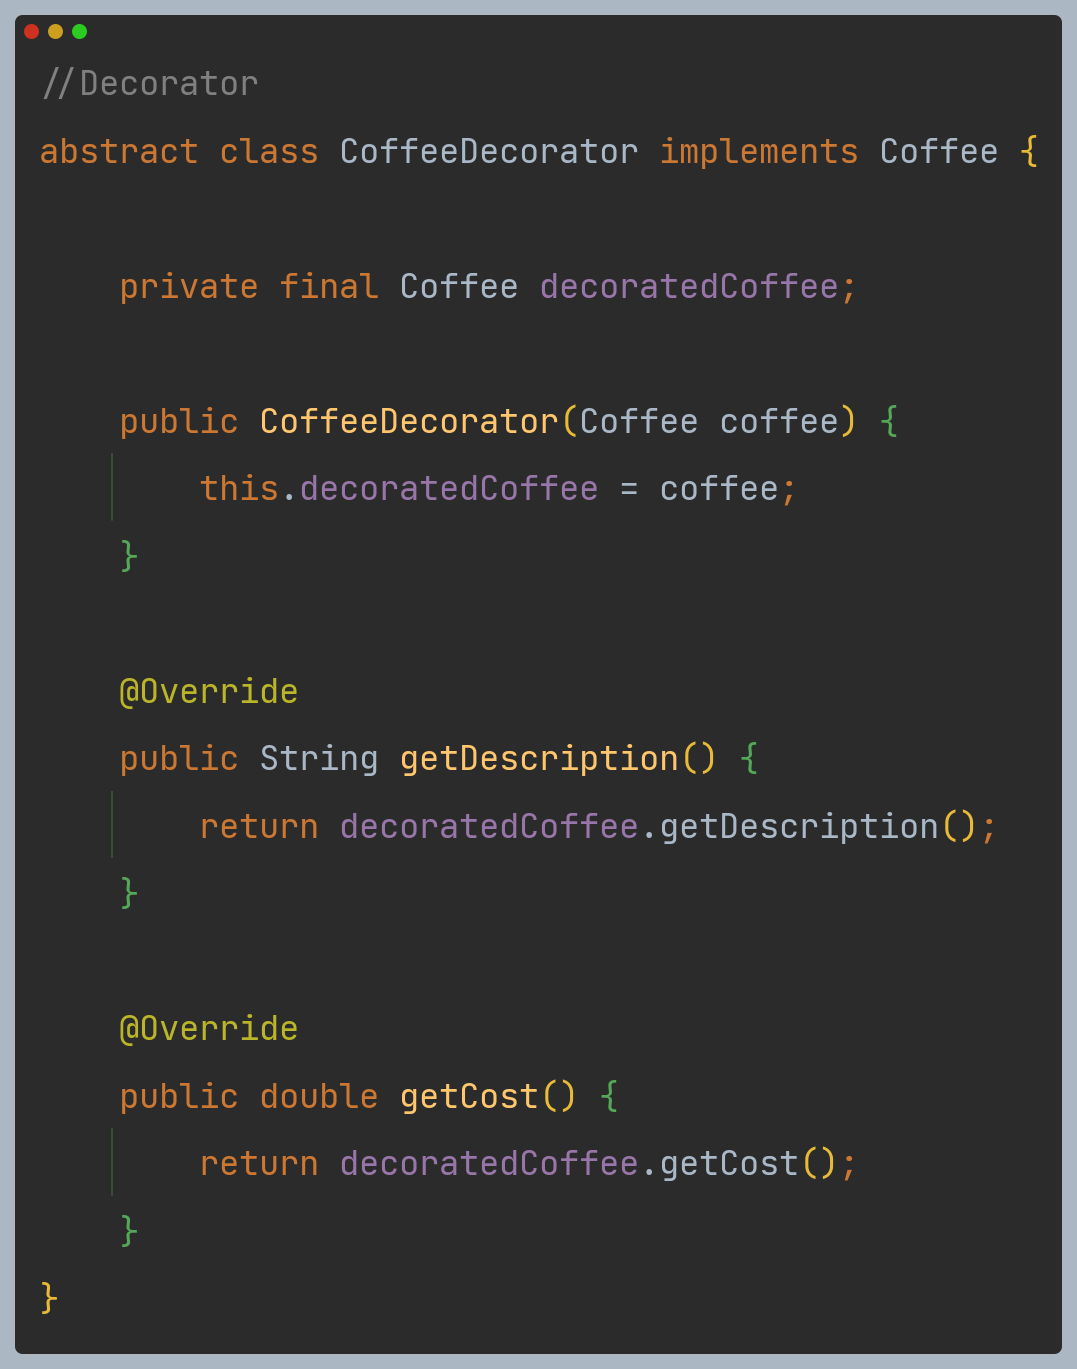 //Decorator
abstract class CoffeeDecorator implements Coffee {
    private final Coffee decoratedCoffee;
    public CoffeeDecorator(Coffee coffee) {
        this.decoratedCoffee = coffee;
    }
    @Override
    public String getDescription() {
        return decoratedCoffee.getDescription();
    }
    @Override
    public double getCost() {
        return decoratedCoffee.getCost();
    }
}